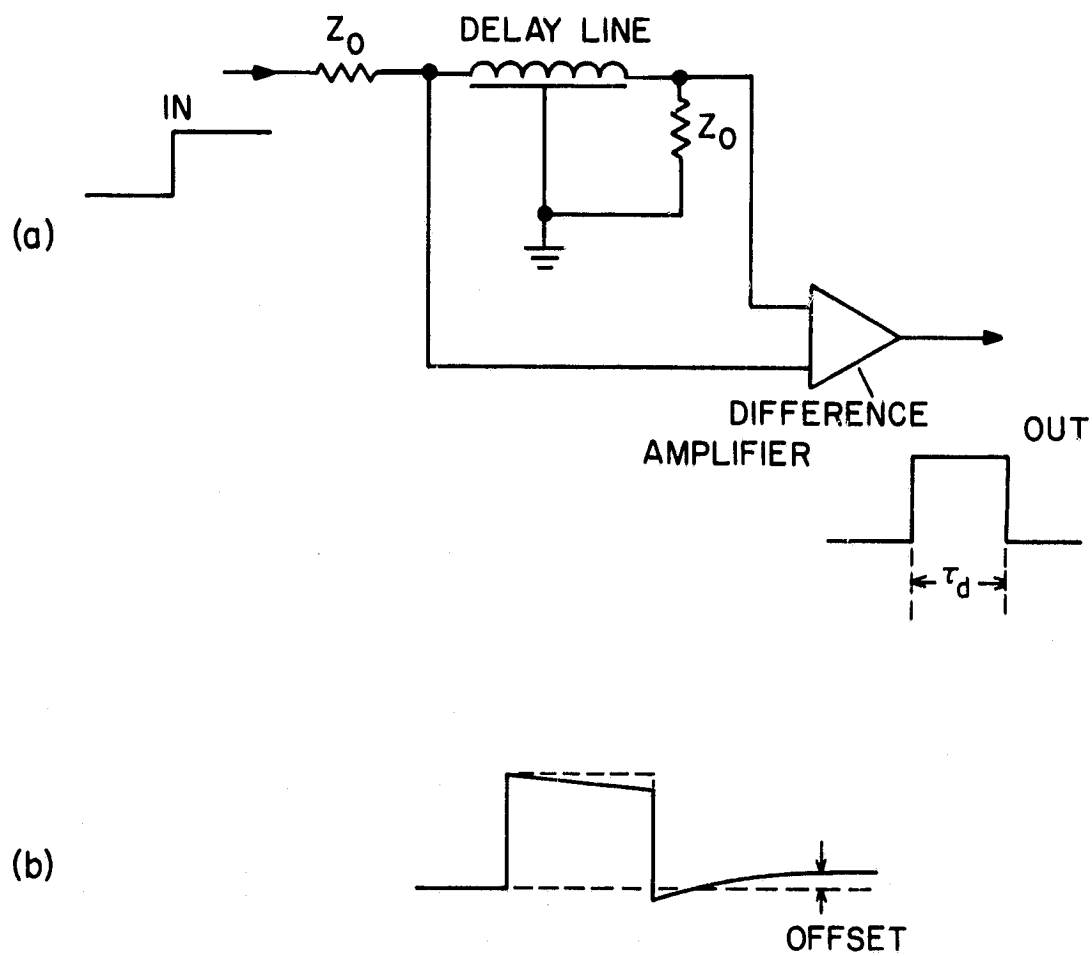 Z₀
DELAY LINE
IN
Z₀
(a)
DIFFERENCE
AMPLIFIER
OUT
τd
(b)
OFFSET